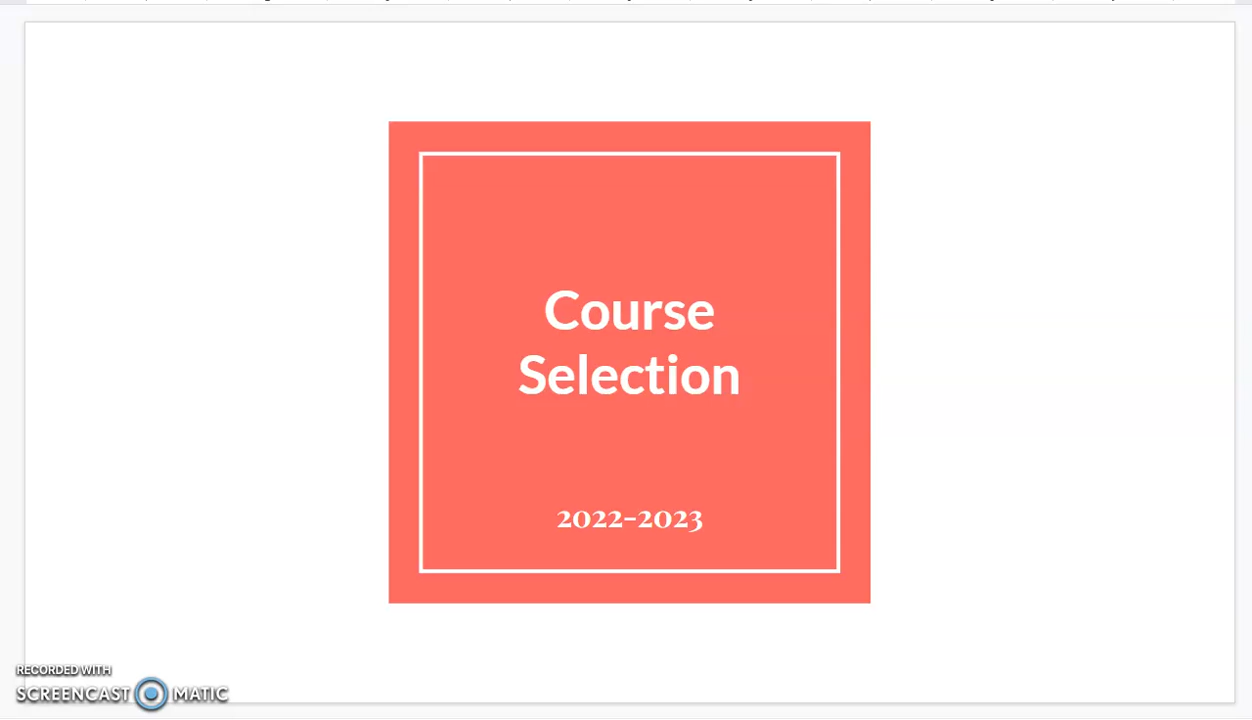 Course
Selection
2022-2023
RECORDED WITH
SCREENCAST MATIC